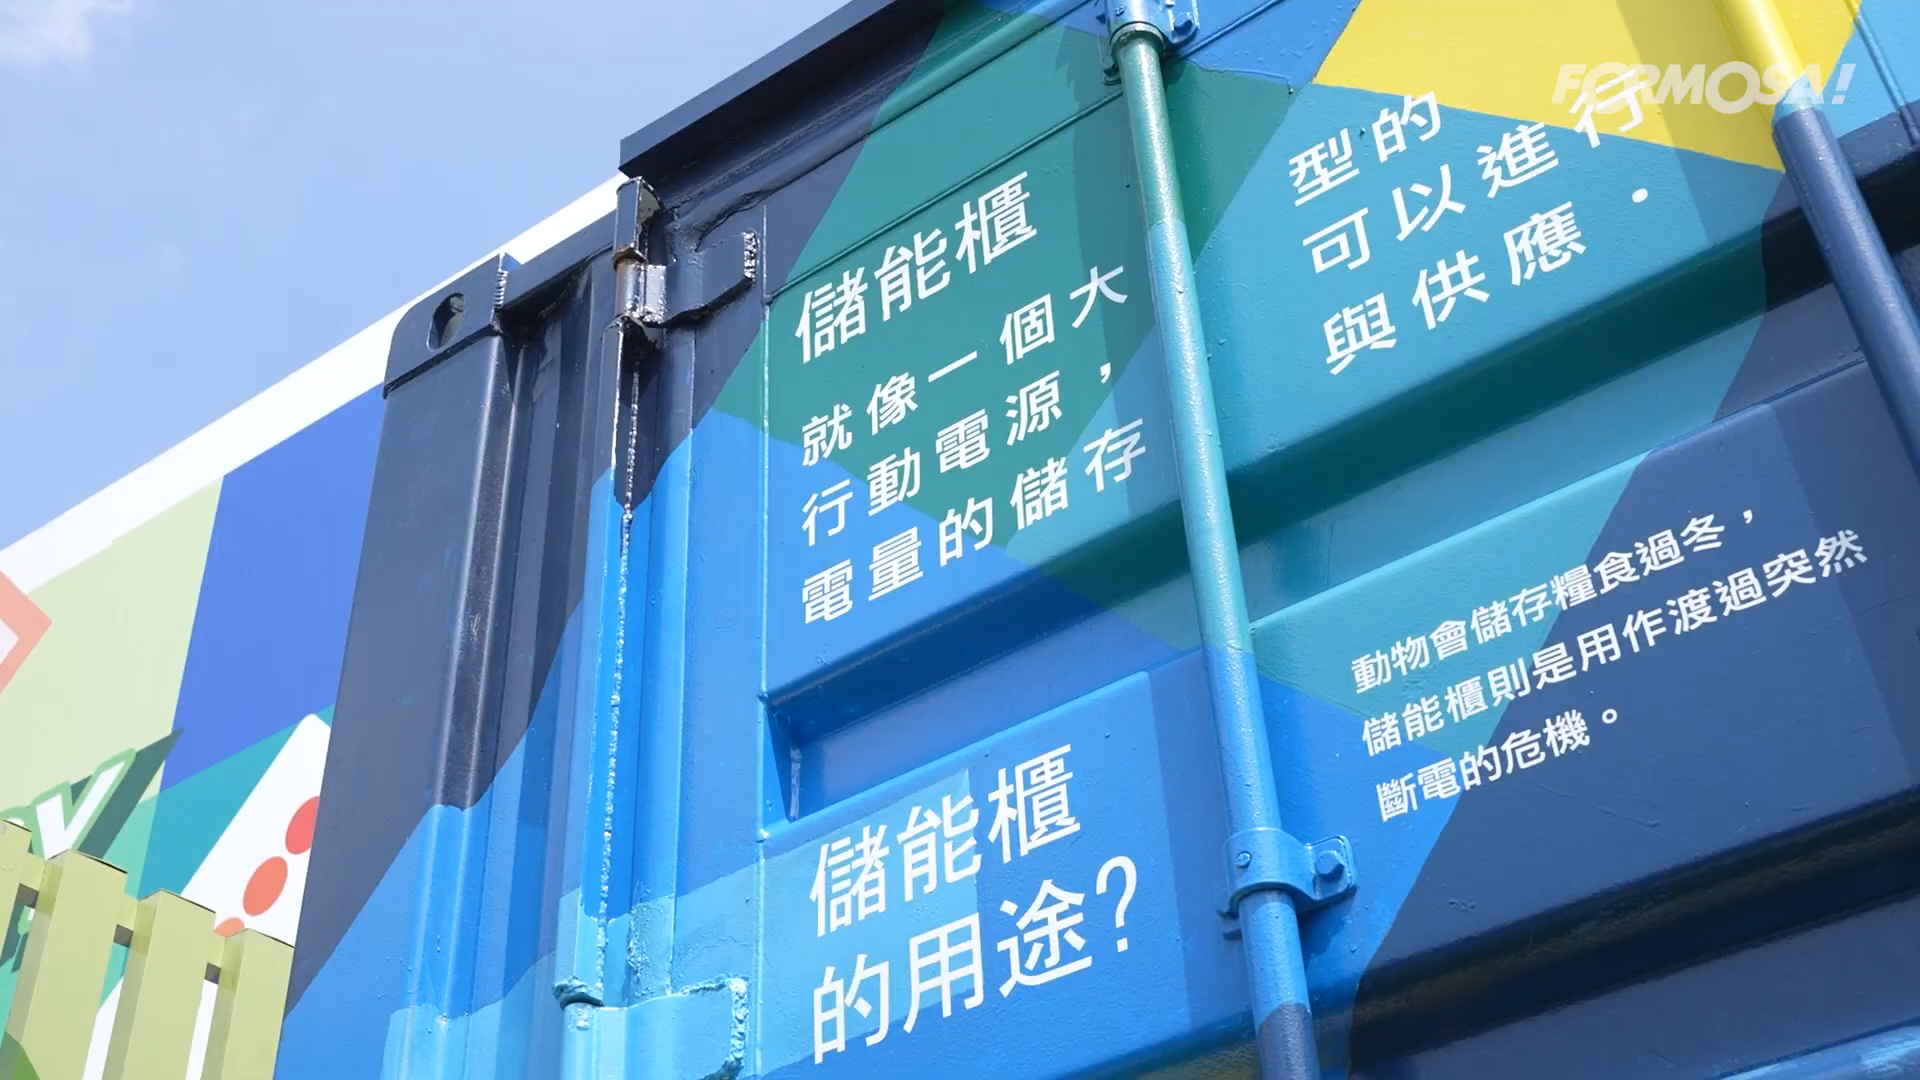 FORMOSA!
儲能櫃
就像一個大型的
行動電源,可以進行
電量的儲存與供應.
儲能櫃
的用途?
動物會儲存糧食過冬,
儲能櫃則是用作渡過突然
斷電的危機。